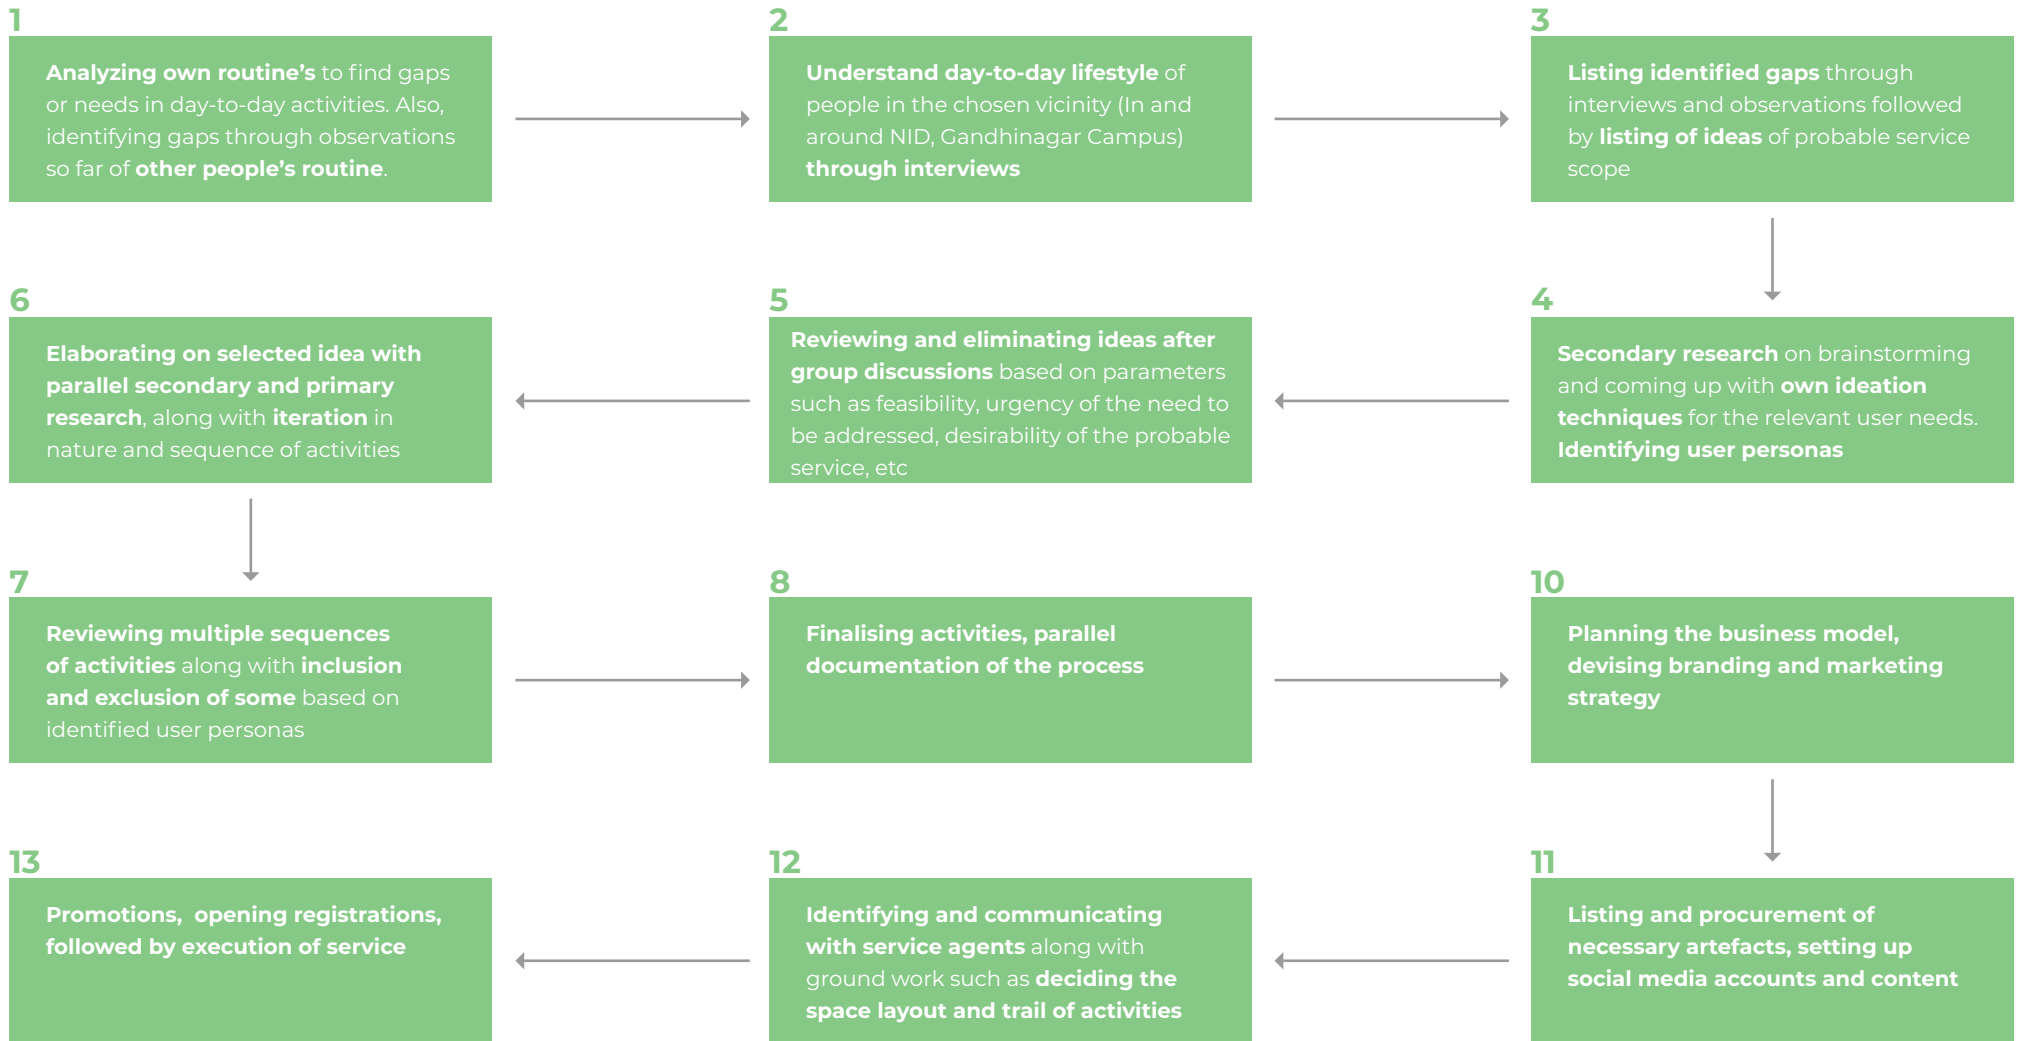 1
Analyzing own routine’s to find gaps
or needs in day-to-day activities. Also,
identifying gaps through observations
so far of other people’s routine.
2
Understand day-to-day lifestyle of
people in the chosen vicinity (In and
around NID, Gandhinagar Campus)
through interviews
3
Listing identified gaps through
interviews and observations followed
by listing of ideas of probable service
scope
4
Secondary research on brainstorming
and coming up with own ideation
techniques for the relevant user needs.
Identifying user personas
5
Reviewing and eliminating ideas after
group discussions based on parameters
such as feasibility, urgency of the need to
be addressed, desirability of the probable
service, etc
6
Elaborating on selected idea with
parallel secondary and primary
research, along with iteration in
nature and sequence of activities
7
Reviewing multiple sequences
of activities along with inclusion
and exclusion of some based on
identified user personas
8
Finalising activities, parallel
documentation of the process
10
Planning the business model,
devising branding and marketing
strategy
11
Listing and procurement of
necessary artefacts, setting up
social media accounts and content
12
Identifying and communicating
with service agents along with
ground work such as deciding the
space layout and trail of activities
13
Promotions,  opening registrations,
followed by execution of service